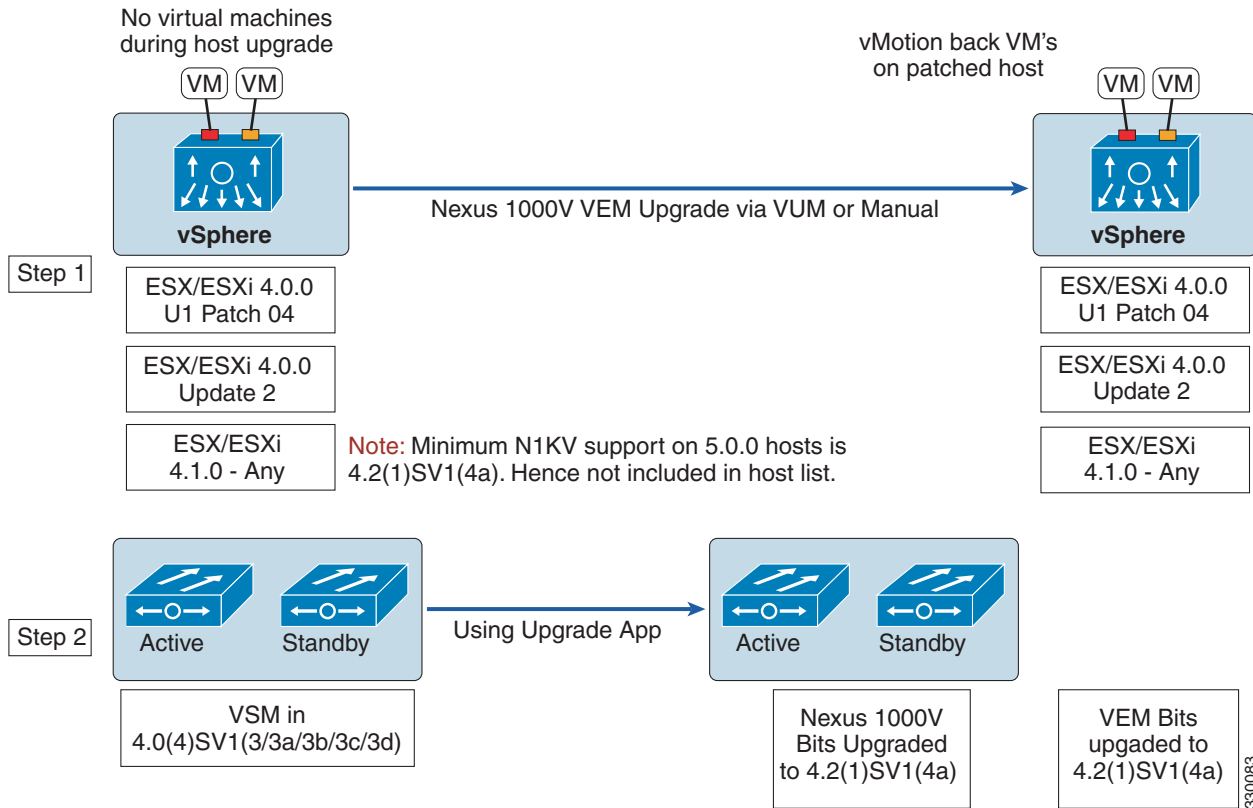 No virtual machines
during host upgrade
vMotion back VM's
on patched host
VM
VM
VM
VM
Nexus 1000V VEM Upgrade via VUM or Manual
vSphere
vSphere
Step 1
ESX/ESXi 4.0.0
U1 Patch 04
ESX/ESXi 4.0.0
U1 Patch 04
ESX/ESXi 4.0.0
Update 2
ESX/ESXi 4.0.0
Update 2
ESX/ESXi
4.1.0 - Any
Note: Minimum N1KV support on 5.0.0 hosts is
4.2(1)SV1(4a). Hence not included in host list.
ESX/ESXi
4.1.0 - Any
Step 2
Active
Standby
Using Upgrade App
Active
Standby
VSM in
4.0(4)SV1(3/3a/3b/3c/3d)
Nexus 1000V
Bits Upgraded
to 4.2(1)SV1(4a)
VEM Bits
upgaded to
4.2(1)SV1(4a)
330083